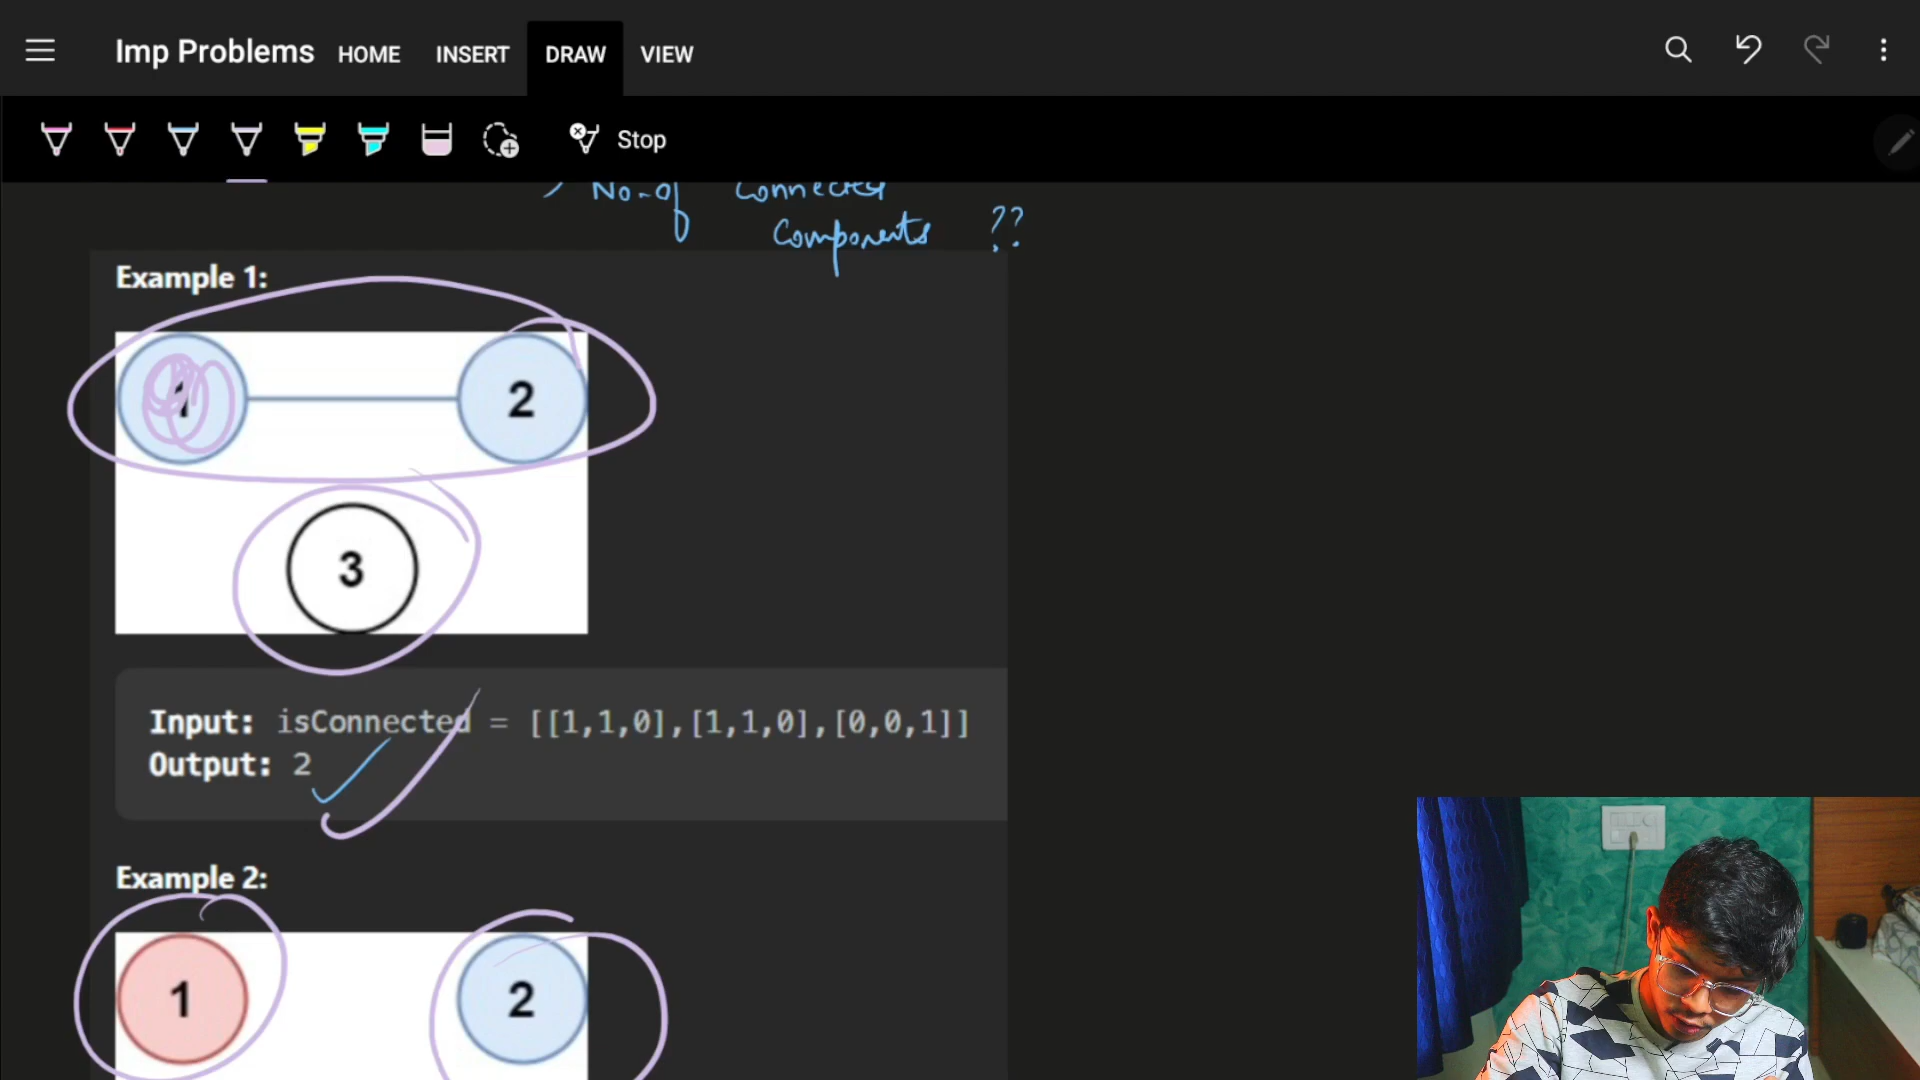 Imp Problems HOME INSERT DRAW VIEW
Stop
No. of Connected
Components ??
Example 1:
1 2
3
Input: isConnected = [[1,1,0],[1,1,0],[0,0,1]]
Output: 2
Example 2:
1 2